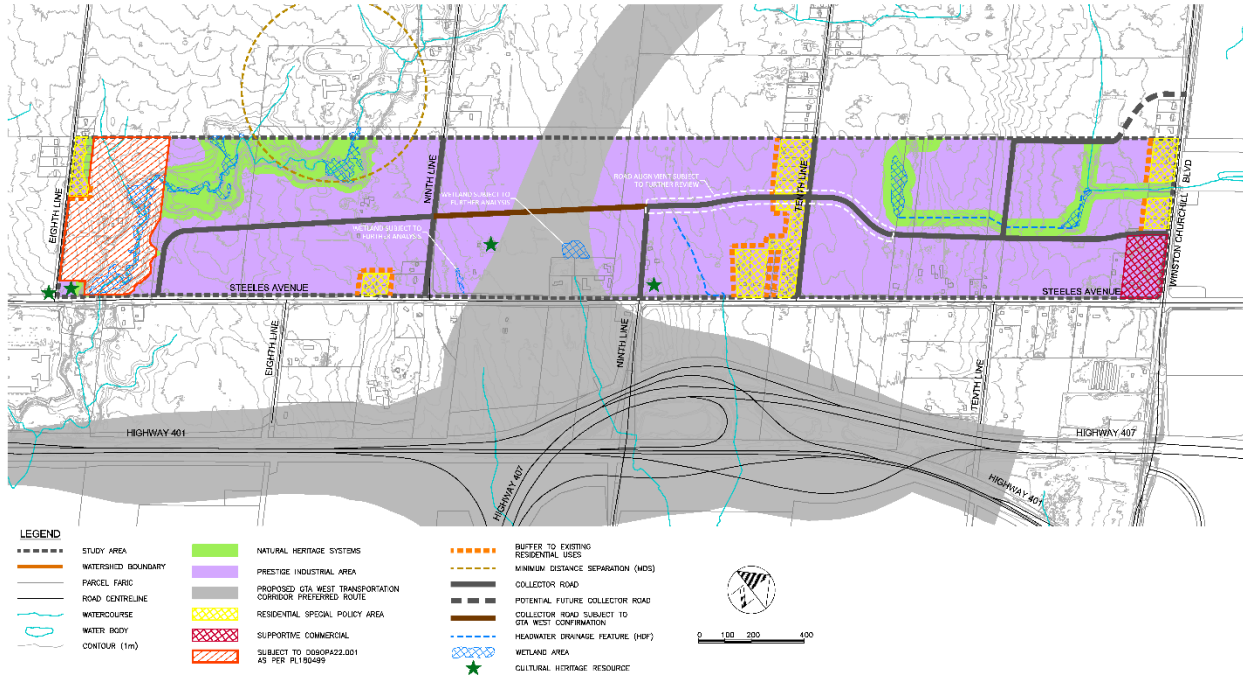 EIGHTH LINE
NINTH LINE
WETLAND SUBJECT TO
FURTHER ANALYSIS
WETLAND SUBJECT TO
FURTHER ANALYSIS
ROAD ALIGNMENT SUBJECT
TO FURTHER REVIEW
TENTH LINE
WINSTON CHURCHILL BLVD
STEELES AVENUE
STEELES AVENUE
EIGHTH LINE
NINTH LINE
TENTH LINE
HIGHWAY 401
HIGHWAY 407
HIGHWAY 407
HIGHWAY 401
LEGEND
STUDY AREA
WATERSHED BOUNDARY
PARCEL FARIC
ROAD CENTRELINE
WATERCOURSE
WATER BODY
CONTOUR (1m)
NATURAL HERITAGE SYSTEMS
PRESTIGE INDUSTRIAL AREA
PROPOSED GTA WEST TRANSPORTATION
CORRIDOR PREFERRED ROUTE
RESIDENTIAL SPECIAL POLICY AREA
SUPPORTIVE COMMERCIAL
SUBJECT TO D09OPA22.001
AS PER PL180489
BUFFER TO EXISTING
RESIDENTIAL USES
MINIMUM DISTANCE SEPARATION (MDS)
COLLECTOR ROAD
POTENTIAL FUTURE COLLECTOR ROAD
COLLECTOR ROAD SUBJECT TO
GTA WEST CONFIRMATION
HEADWATER DRAINAGE FEATURE (HDF)
WETLAND AREA
CULTURAL HERITAGE RESOURCE
0 100 200 400